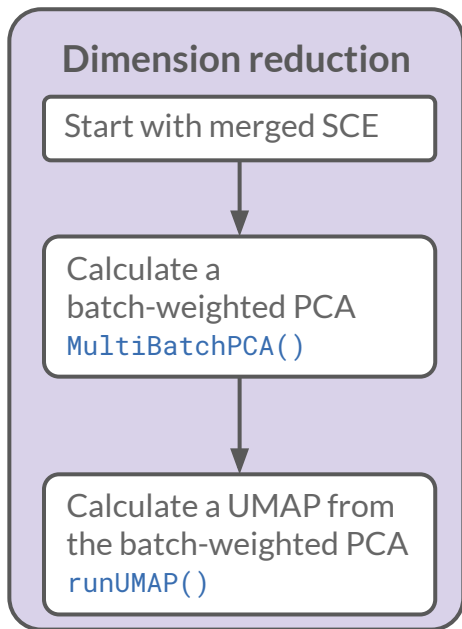 Dimension reduction
Start with merged SCE
Calculate a
batch-weighted PCA
MultiBatchPCA()
Calculate a UMAP from
the batch-weighted PCA
runUMAP()